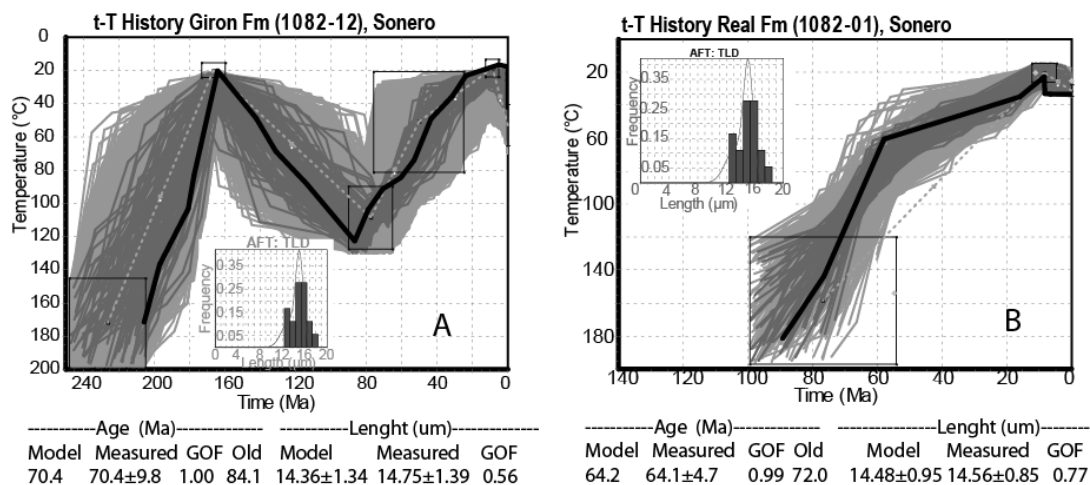 t-T History Giron Fm (1082-12), Sonero
0
20
40
60
80
100
120
140
160
180
200
Temperature (°C)
AFT: TLD
0.35
0.25
0.15
0.05
Frequency
0 4 8 12 16 20
Length (µm)
A
240 200 160 120 80 40 0
Time (Ma)
----------Age (Ma)----------
Model Measured GOF Old
70.4 70.4±9.8 1.00 84.1
----------Lenght (um)------------
Model Measured GOF
14.36±1.34 14.75±1.39 0.56
t-T History Real Fm (1082-01), Sonero
20
60
100
140
180
Temperature (°C)
AFT: TLD
0.35
0.25
0.15
0.05
Frequency
0 4 8 12 16 20
Length (µm)
B
140 100 80 60 40 20 0
Time (Ma)
----------Age (Ma)----------
Model Measured GOF Old
64.2 64.1±4.7 0.99 72.0
----------Lenght (um)------------
Model Measured GOF
14.48±0.95 14.56±0.85 0.77